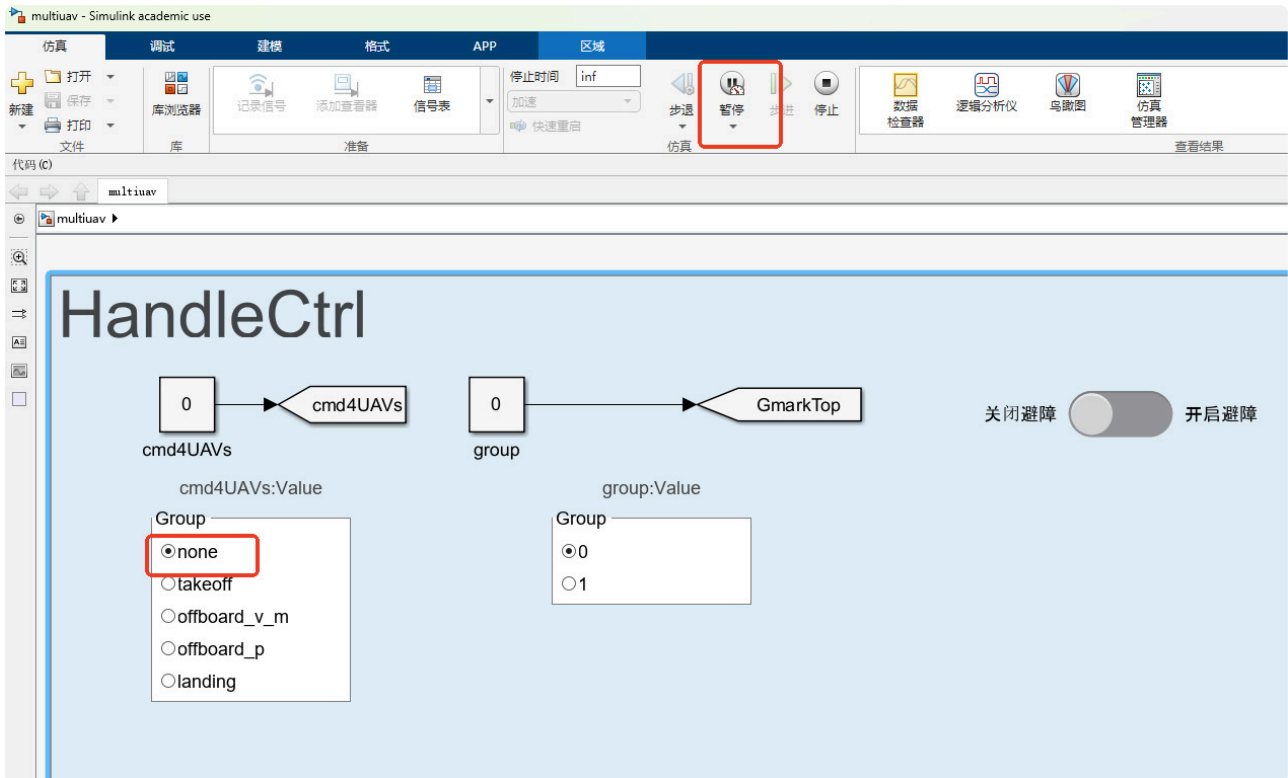 multiuav - Simulink academic use
仿真 调试 建模 格式 APP 区域
新建
打开
保存
打印
文件
库浏览器
库
记录信号 添加查看器 信号表
准备
停止时间 inf
加速
快速重启
步退 暂停 步进 停止
仿真
数据检查器 逻辑分析仪 鸟瞰图 仿真管理器
查看结果
代码(C)
multiuav
multiuav
HandleCtrl
0 cmd4UAVs 0 GmarkTop 关闭避障 开启避障
cmd4UAVs group
cmd4UAVs:Value group:Value
Group Group
none 0
takeoff 1
offboard_v_m
offboard_p
landing